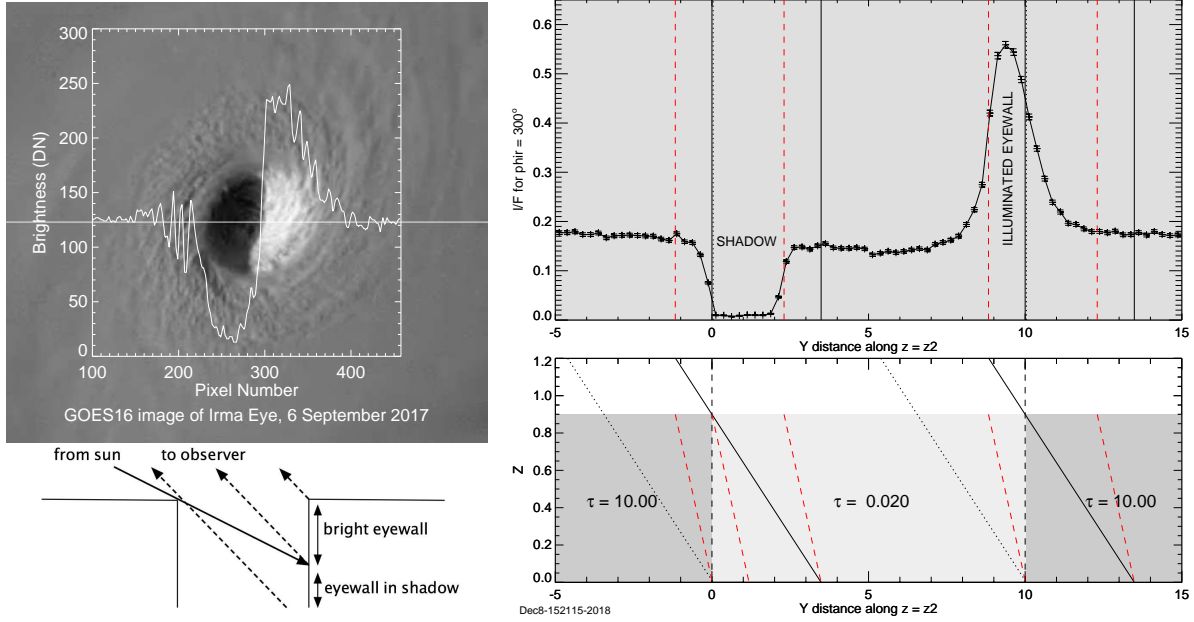 300
250
200
150
100
50
0
Brightness (DN)
100 200 300 400
Pixel Number
GOES16 image of Irma Eye, 6 September 2017
from sun to observer
bright eyewall
eyewall in shadow
0.6
0.5
0.4
0.3
0.2
0.1
0.0
I/F for phir = 300°
SHADOW
ILLUMINATED EYEWALL
-5 0 5 10 15
Y distance along z = z2
1.2
1.0
0.8
0.6
0.4
0.2
0.0
Z
τ = 10.00 τ = 0.020 τ = 10.00
-5 0 5 10 15
Y distance along z = z2
Dec8-152115-2018